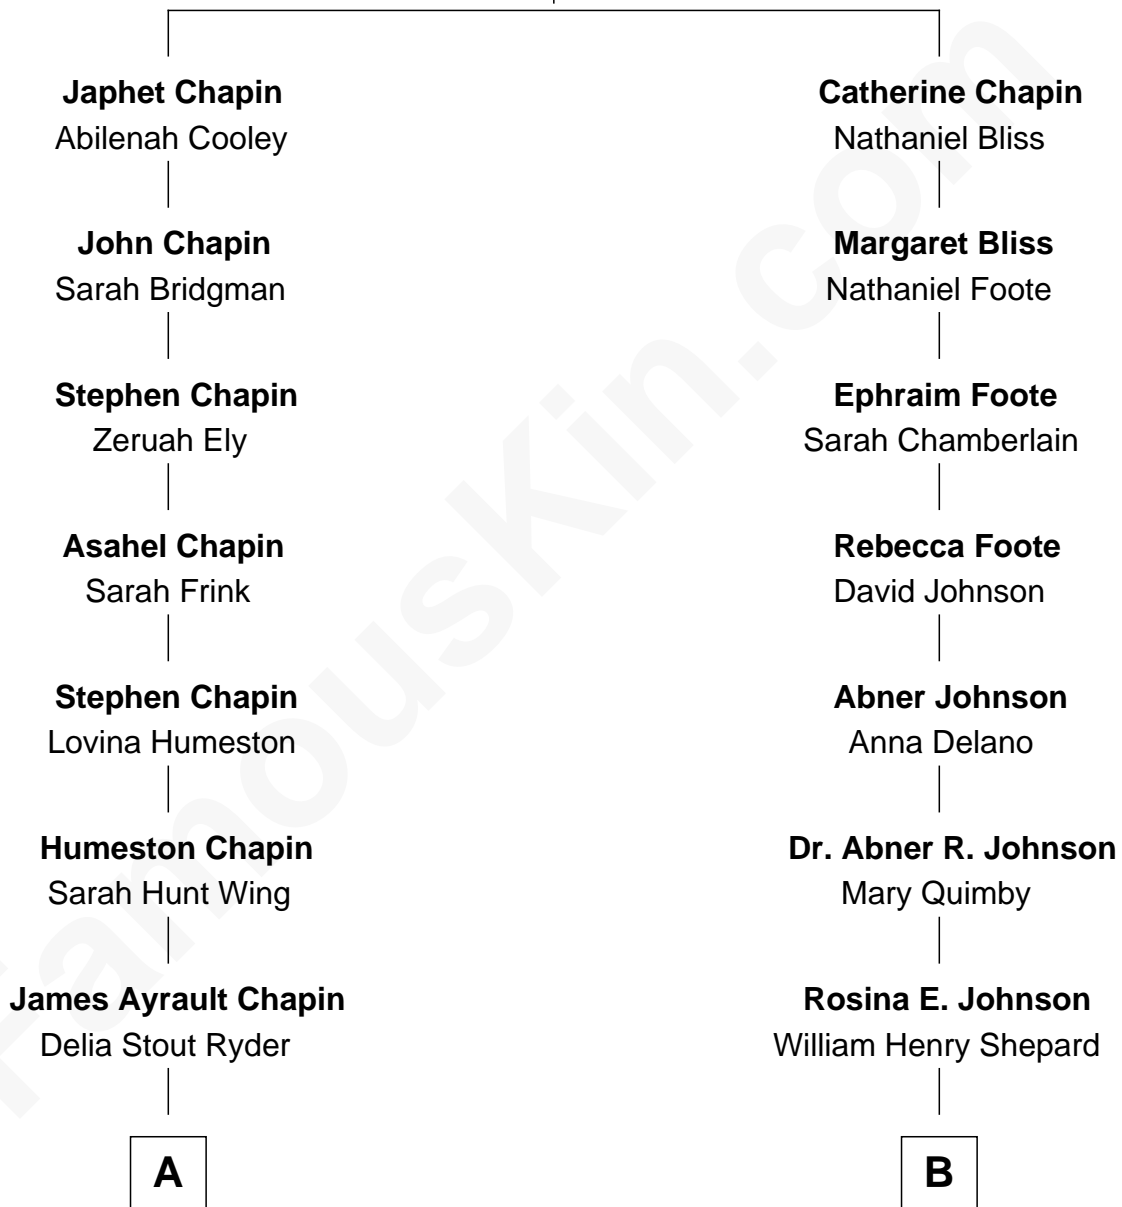 Japhet Chapin
Abilenah Cooley
John Chapin
Sarah Bridgman
Stephen Chapin
Zeruah Ely
Asahel Chapin
Sarah Frink
Stephen Chapin
Lovina Humeston
Humeston Chapin
Sarah Hunt Wing
James Ayrault Chapin
Delia Stout Ryder
A
Catherine Chapin
Nathaniel Bliss
Margaret Bliss
Nathaniel Foote
Ephraim Foote
Sarah Chamberlain
Rebecca Foote
David Johnson
Abner Johnson
Anna Delano
Dr. Abner R. Johnson
Mary Quimby
Rosina E. Johnson
William Henry Shepard
B
FamousKin.com